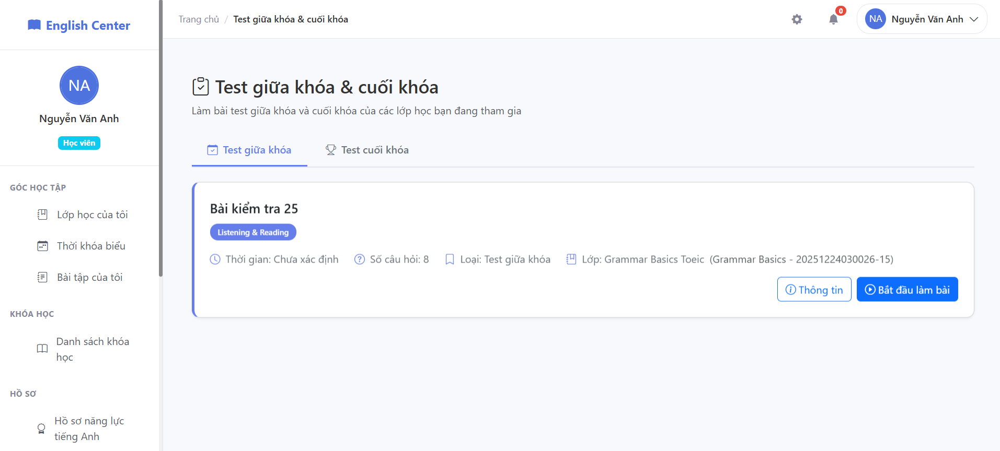 English Center
NA
Nguyễn Văn Anh
Học viên
GÓC HỌC TẬP
Lớp học của tôi
Thời khóa biểu
Bài tập của tôi
KHÓA HỌC
Danh sách khóa
học
HỒ SƠ
Hồ sơ năng lực
tiếng Anh
Trang chủ / Test giữa khóa & cuối khóa
0
NA Nguyễn Văn Anh
Test giữa khóa & cuối khóa
Làm bài test giữa khóa và cuối khóa của các lớp học bạn đang tham gia
Test giữa khóa Test cuối khóa
Bài kiểm tra 25
Listening & Reading
Thời gian: Chưa xác định Số câu hỏi: 8 Loại: Test giữa khóa Lớp: Grammar Basics Toeic (Grammar Basics - 20251224030026-15)
Thông tin Bắt đầu làm bài